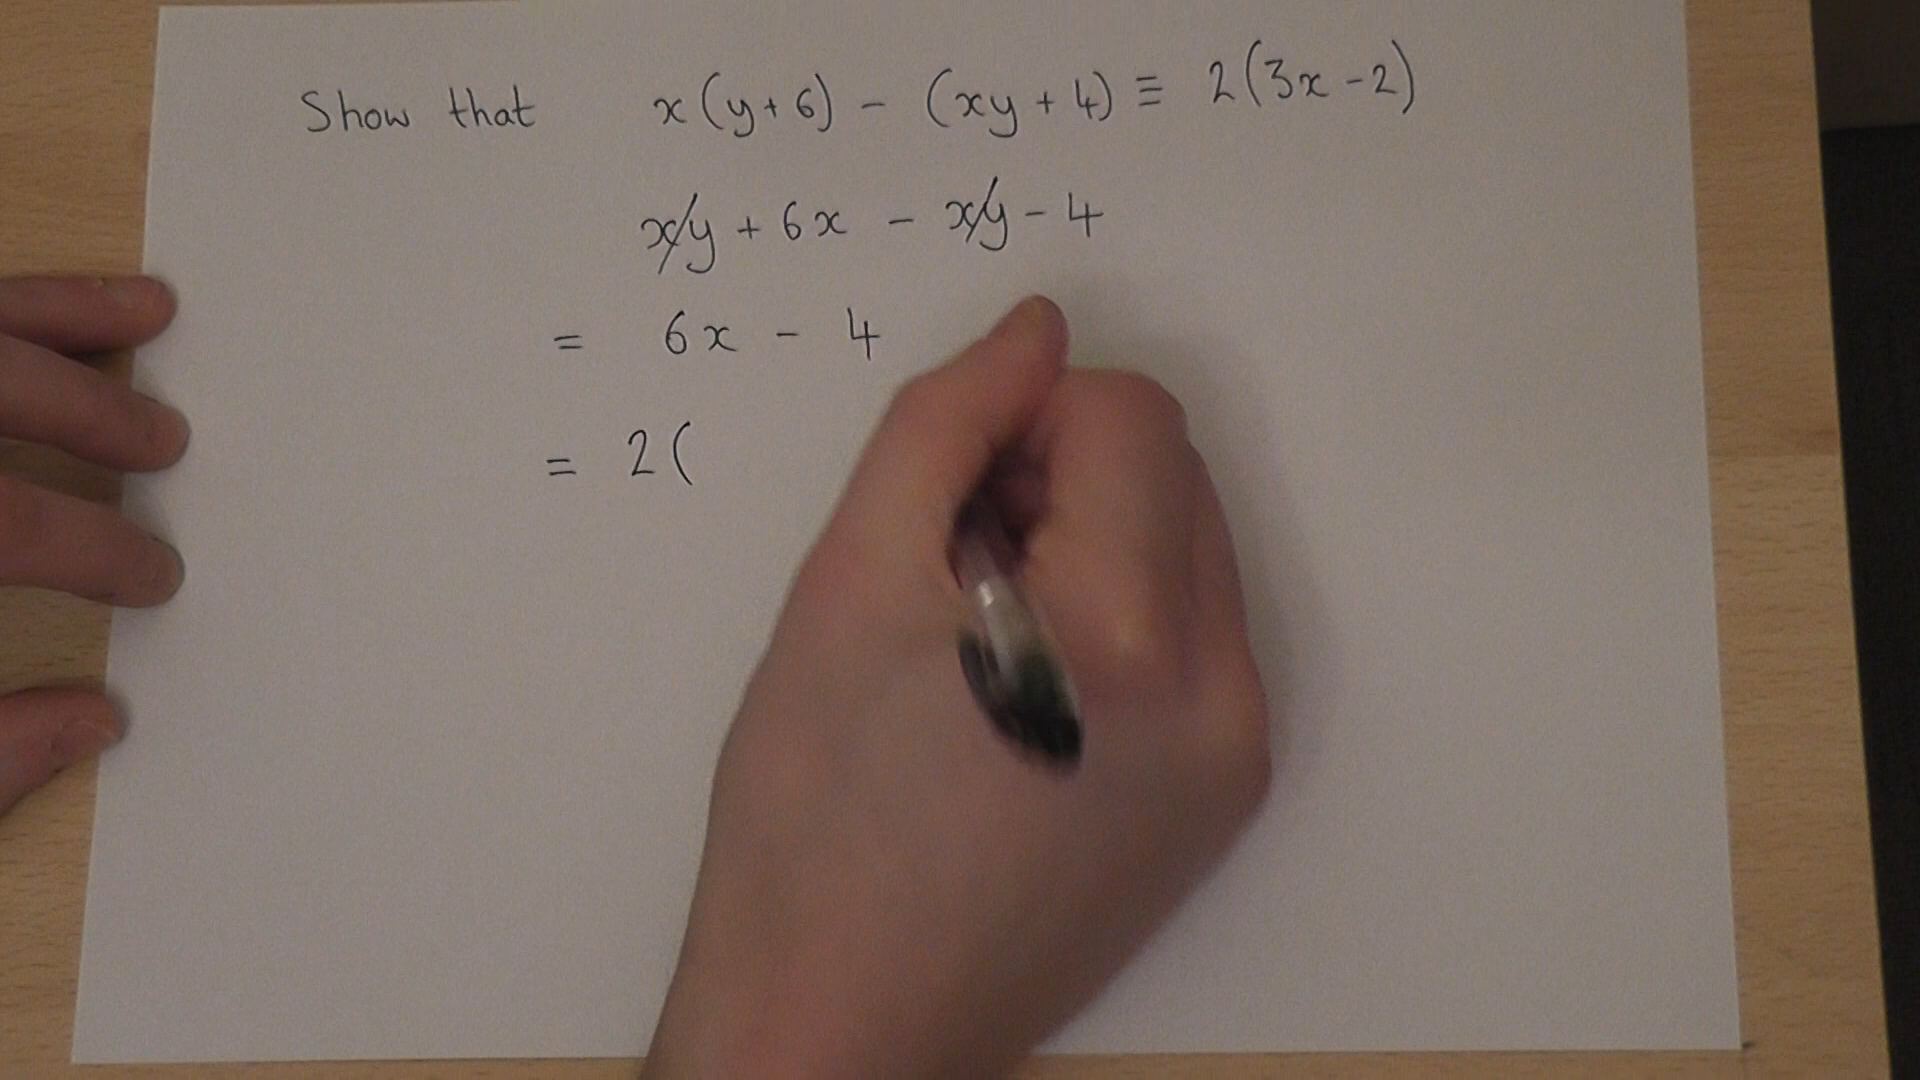 Show that x(y+6) - (xy+4) ≡ 2(3x-2)
xy + 6x - xy - 4
= 6x - 4
= 2(